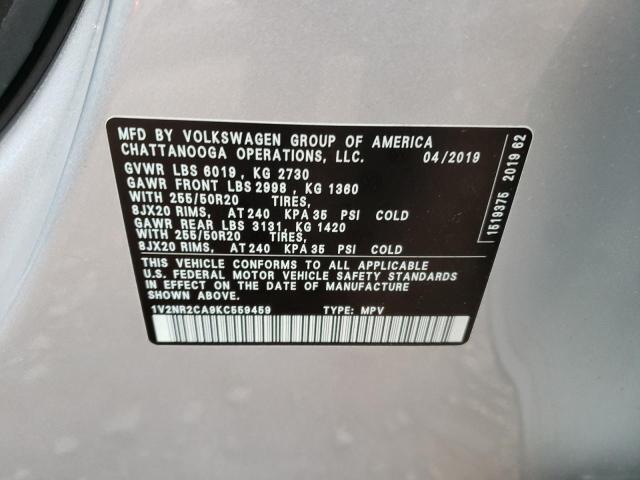 MFD BY VOLKSWAGEN GROUP OF AMERICA
CHATTANOOGA OPERATIONS, LLC. 04/2019
GVWR LBS 6019, KG 2730
GAWR FRONT LBS 2998, KG 1360
WITH 255/50R20 TIRES,
8JX20 RIMS, AT 240 KPA 35 PSI COLD
GAWR REAR LBS 3131, KG 1420
WITH 255/50R20 TIRES,
8JX20 RIMS, AT 240 KPA 35 PSI COLD
THIS VEHICLE CONFORMS TO ALL APPLICABLE
U.S. FEDERAL MOTOR VEHICLE SAFETY STANDARDS
IN EFFECT ON THE DATE OF MANUFACTURE
SHOWN ABOVE.
1V2NR2CA9KC559459 TYPE: MPV
1519375 2019 62